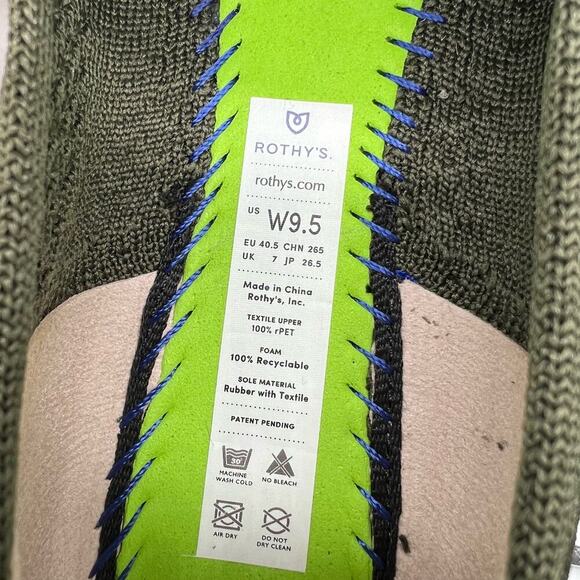 ROTHY'S.
rothys.com
US W9.5
EU 40.5 CHN 265
UK 7 JP 26.5
Made in China
Rothy's, Inc.
TEXTILE UPPER
100% rPET
FOAM
100% Recyclable
SOLE MATERIAL
Rubber with Textile
PATENT PENDING
30°
MACHINE
WASH COLD
NO BLEACH
AIR DRY
DO NOT
DRY CLEAN